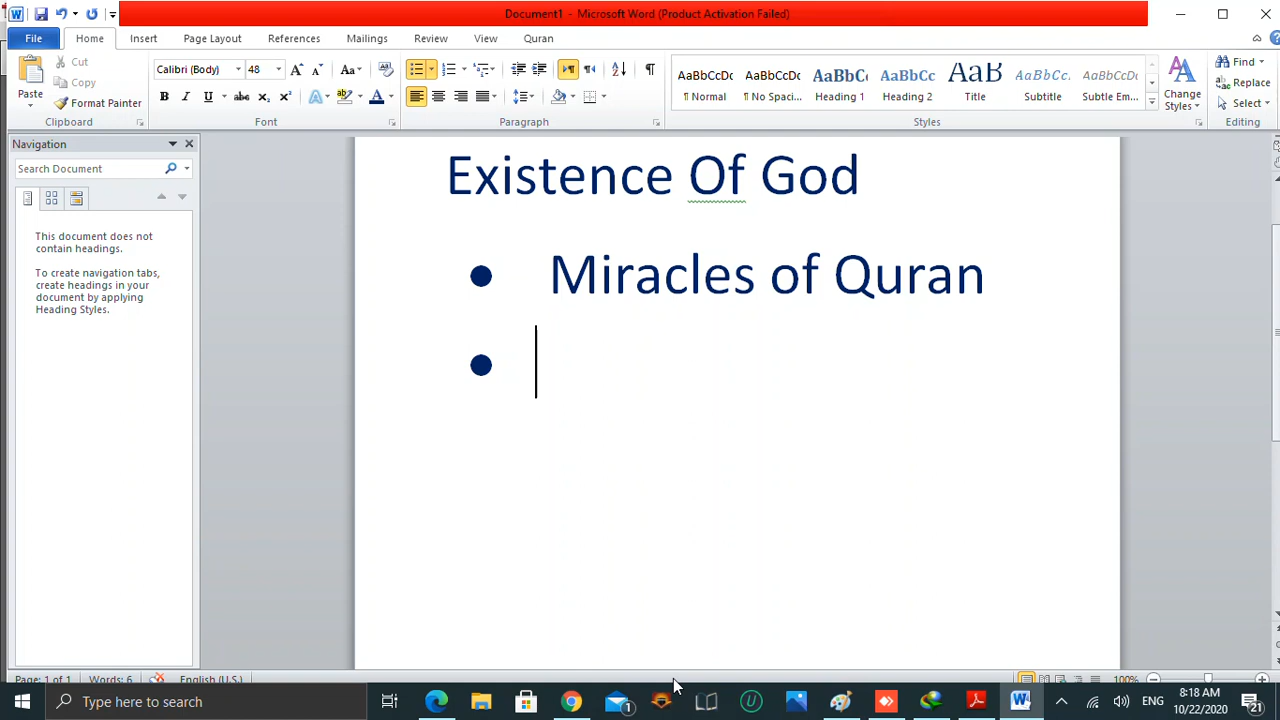 Document1 - Microsoft Word (Product Activation Failed)
File Home Insert Page Layout References Mailings Review View Quran
Paste
Cut
Copy
Format Painter
Clipboard
Calibri (Body) 48
Font
Paragraph
AaBbCcDc AaBbCcDc AaBbCc AaBbCc AaB AaBbCc. AaBbCcDc
¶ Normal ¶ No Spaci... Heading 1 Heading 2 Title Subtitle Subtle Em...
Styles
Change Styles
Find
Replace
Select
Editing
Navigation
Search Document
This document does not
contain headings.
To create navigation tabs,
create headings in your
document by applying
Heading Styles.
Existence Of God
• Miracles of Quran
•
Page: 1 of 1 Words: 6 English (U.S.) 100%
Type here to search
1
ENG
8:18 AM
10/22/2020
21